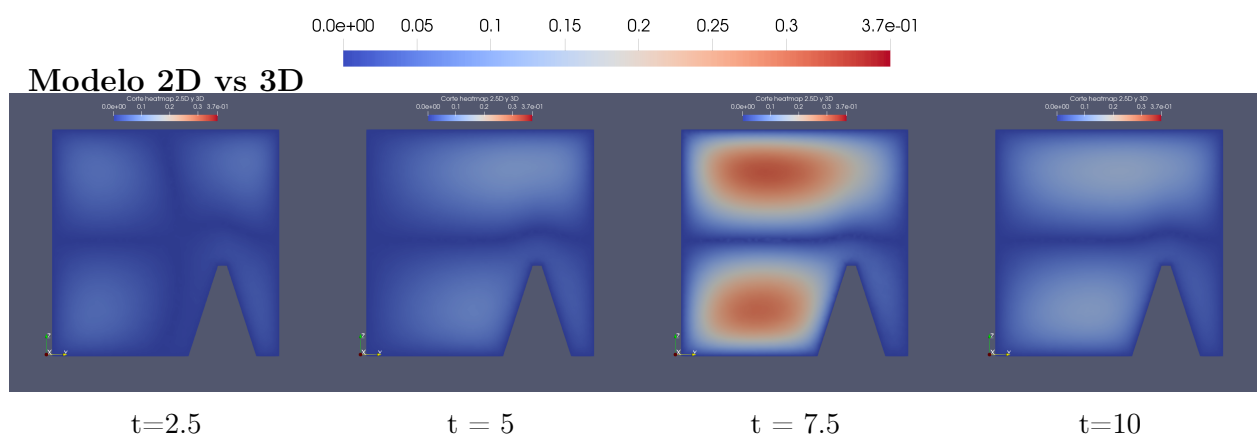 0.0e+00 0.05 0.1 0.15 0.2 0.25 0.3 3.7e-01
Modelo 2D vs 3D
Corte heatmap 2.5D y 3D Corte heatmap 2.5D y 3D Corte heatmap 2.5D y 3D Corte heatmap 2.5D y 3D
0.0e+00 0.1 0.2 0.3 3.7e-01 0.0e+00 0.1 0.2 0.3 3.7e-01 0.0e+00 0.1 0.2 0.3 3.7e-01 0.0e+00 0.1 0.2 0.3 3.7e-01
Z Z Z Z
X Y X Y X Y X Y
t=2.5 t = 5 t = 7.5 t=10